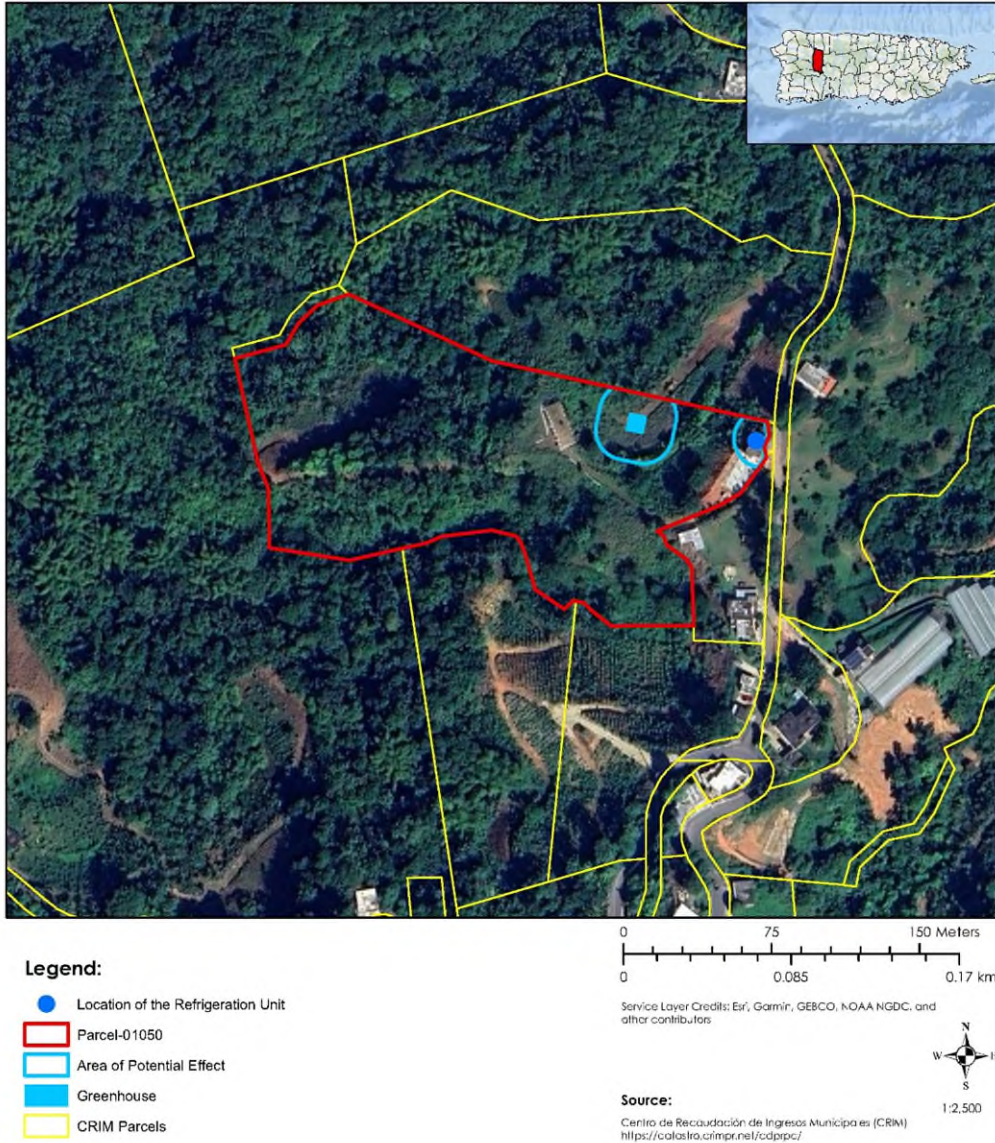 Legend:
Location of the Refrigeration Unit
Parcel-01050
Area of Potential Effect
Greenhouse
CRIM Parcels
0 75 150 Meters
0 0.085 0.17 km
Service Layer Credits: Esri, Garmin, GEBCO, NOAA NGDC, and
other contributors
N
W E
S
1:2,500
Source:
Centro de Recaudación de Ingresos Municipales (CRIM)
https://catastro.crimpr.net/cdprpc/